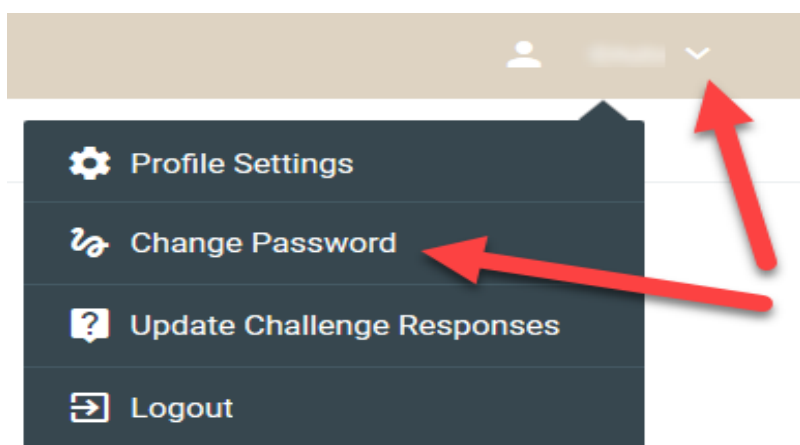 Profile Settings
Change Password
Update Challenge Responses
Logout